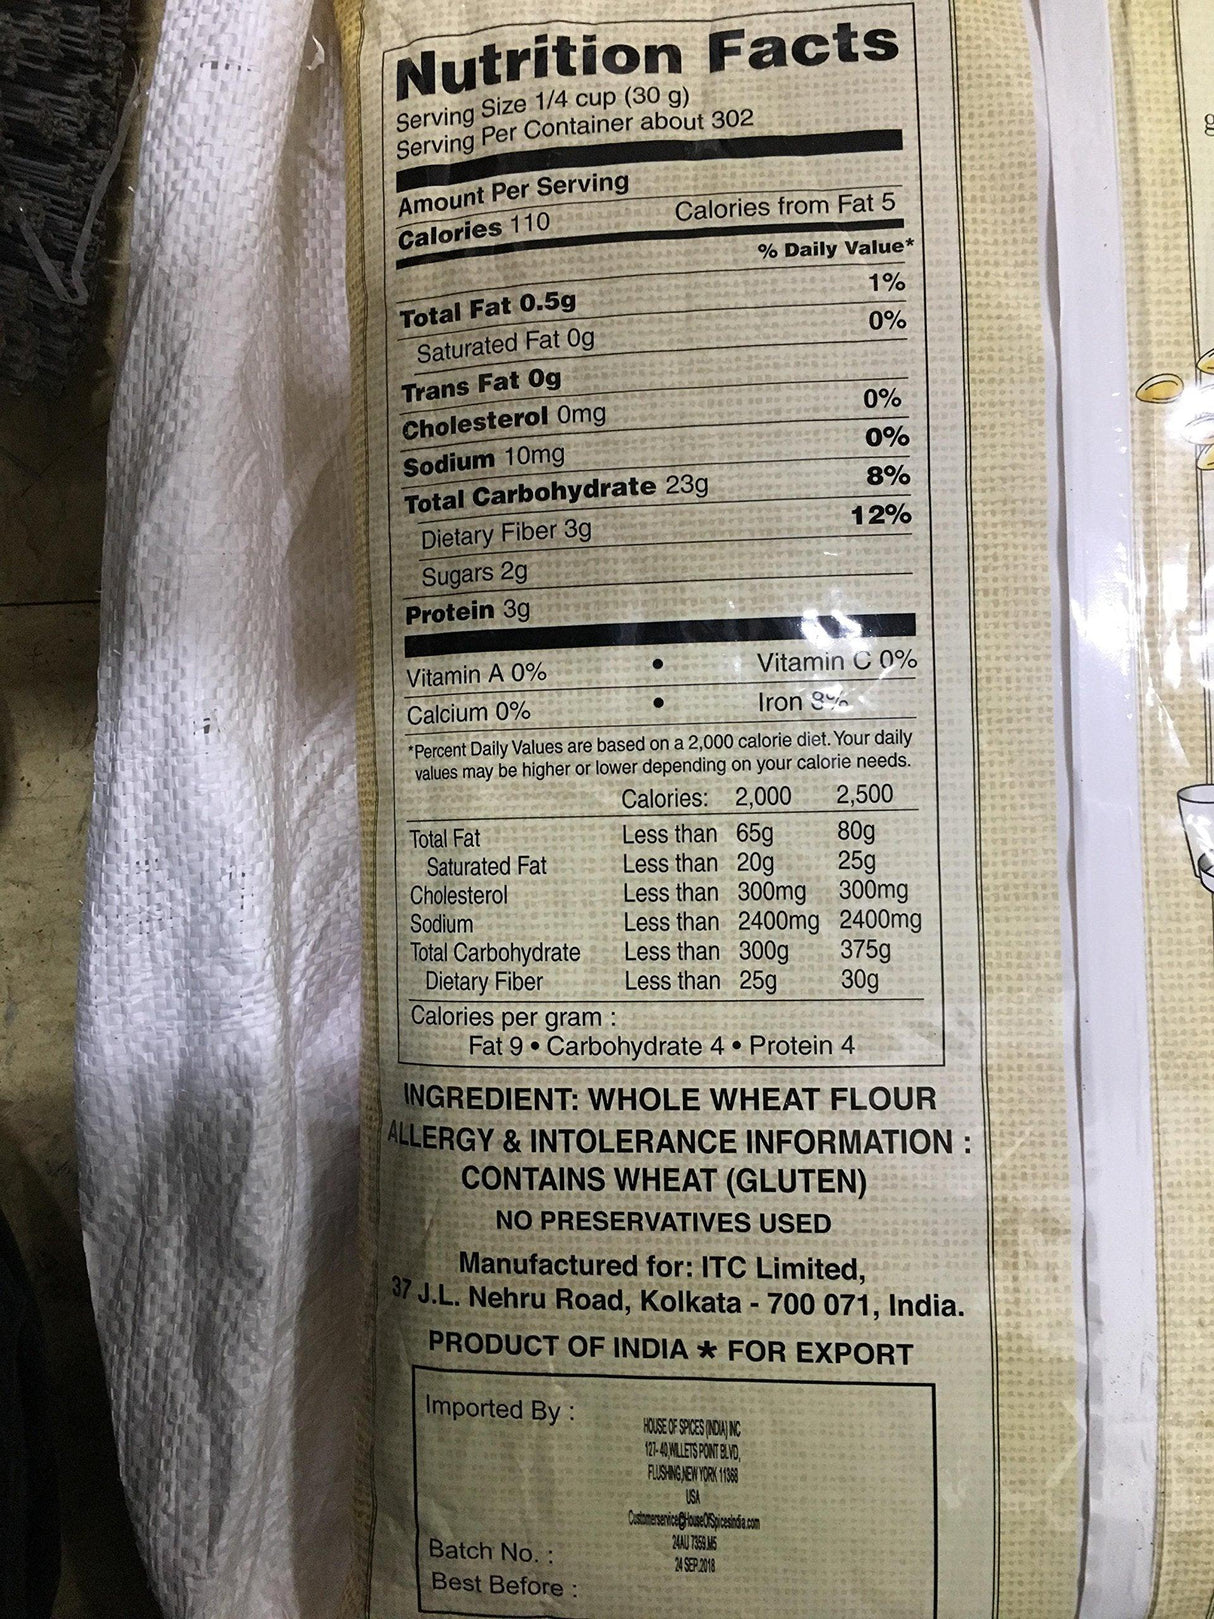 Nutrition Facts
Serving Size 1/4 cup (30 g)
Serving Per Container about 302
Amount Per Serving
Calories 110 Calories from Fat 5
% Daily Value*
Total Fat 0.5g 1%
Saturated Fat 0g 0%
Trans Fat 0g
Cholesterol 0mg 0%
Sodium 10mg 0%
Total Carbohydrate 23g 8%
Dietary Fiber 3g 12%
Sugars 2g
Protein 3g
Vitamin A 0% • Vitamin C 0%
Calcium 0% • Iron
*Percent Daily Values are based on a 2,000 calorie diet. Your daily
values may be higher or lower depending on your calorie needs.
Calories: 2,000 2,500
Total Fat Less than 65g 80g
Saturated Fat Less than 20g 25g
Cholesterol Less than 300mg 300mg
Sodium Less than 2400mg 2400mg
Total Carbohydrate Less than 300g 375g
Dietary Fiber Less than 25g 30g
Calories per gram :
Fat 9 • Carbohydrate 4 • Protein 4
INGREDIENT: WHOLE WHEAT FLOUR
ALLERGY & INTOLERANCE INFORMATION :
CONTAINS WHEAT (GLUTEN)
NO PRESERVATIVES USED
Manufactured for: ITC Limited,
37 J.L. Nehru Road, Kolkata - 700 071, India.
PRODUCT OF INDIA * FOR EXPORT
Imported By :
HOUSE OF SPICES (INDIA) INC
127-40,WILLETS POINT BLVD,
FLUSHING,NEW YORK 11368
USA
Customerservice@HouseOfSpicesindia.com
Batch No. : 24AU 7359 M5
Best Before : 24 SEP 2018